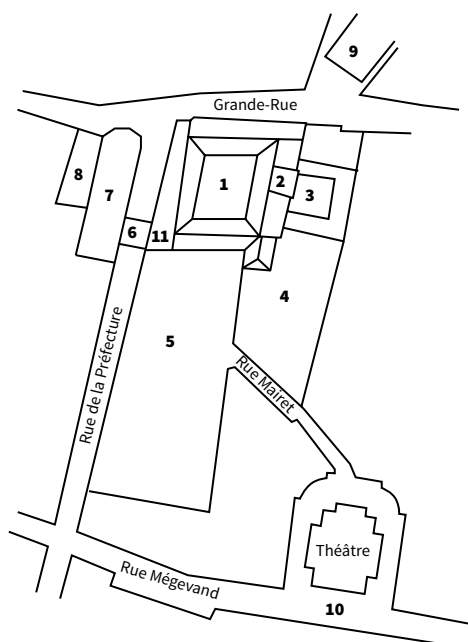 9
Grande-Rue
8
7
1
2
3
6
11
4
5
Rue de la Préfecture
Rue Mairet
Théâtre
Rue Mégevand
10